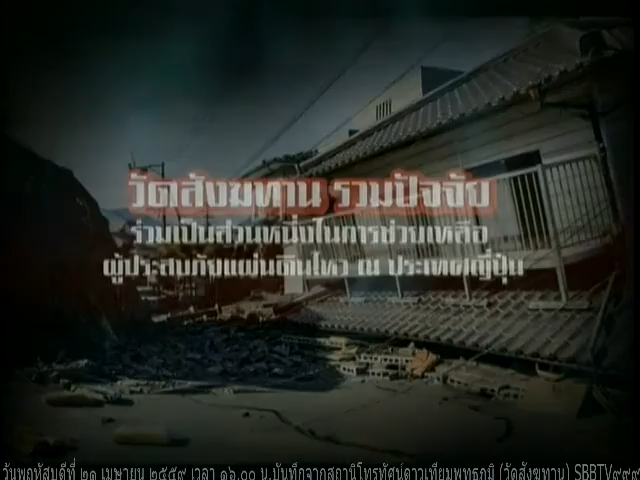 วัดสังฆทาน รวมปัจจัย
ร่วมเป็นส่วนหนึ่งในการช่วยเหลือ
ผู้ประสบภัยแผ่นดินไหว ณ ประเทศญี่ปุ่น
วันพฤหัสบดีที่ ๒๑ เมษายน ๒๕๕๙ เวลา ๑๖.๐๐ น.บันทึกจากสถานีโทรทัศน์ดาวเทียมพุทธภูมิ (วัดสังฆทาน) SBBTV๙๙๙